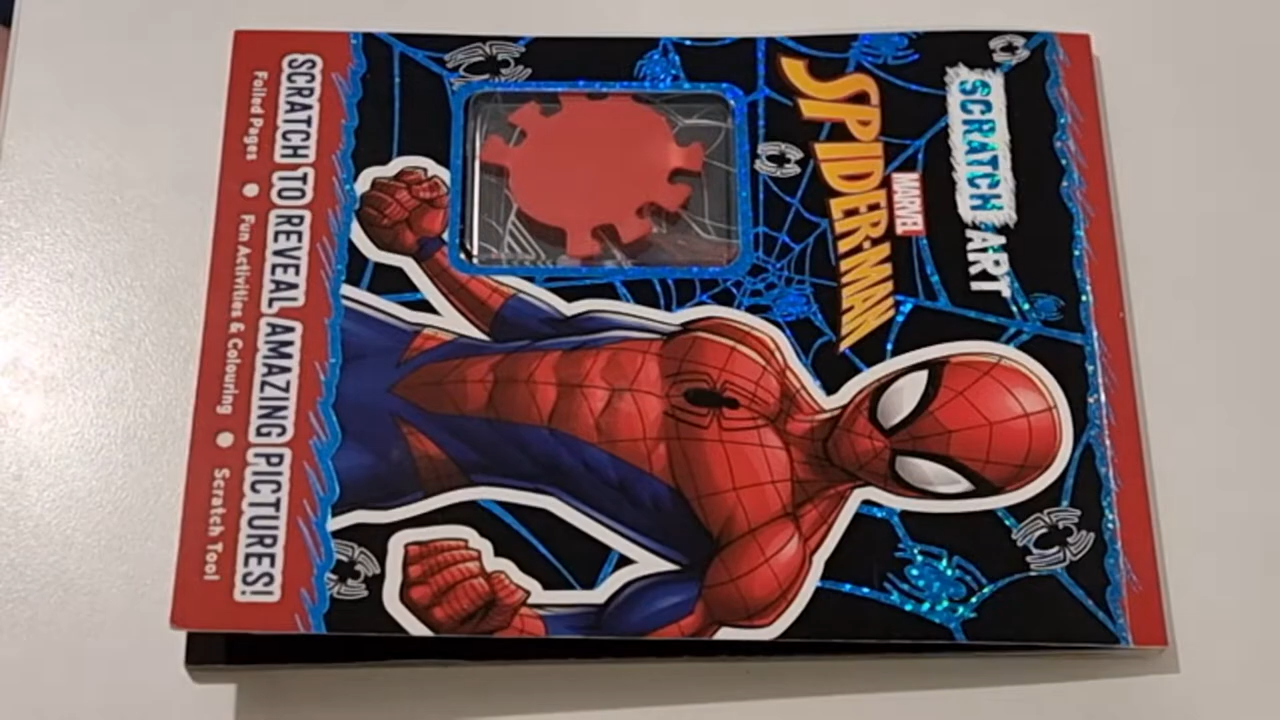 SCRATCH ART
MARVEL
SPIDER-MAN
SCRATCH TO REVEAL AMAZING PICTURES!
Foiled Pages ● Fun Activities & Colouring ● Scratch Tool